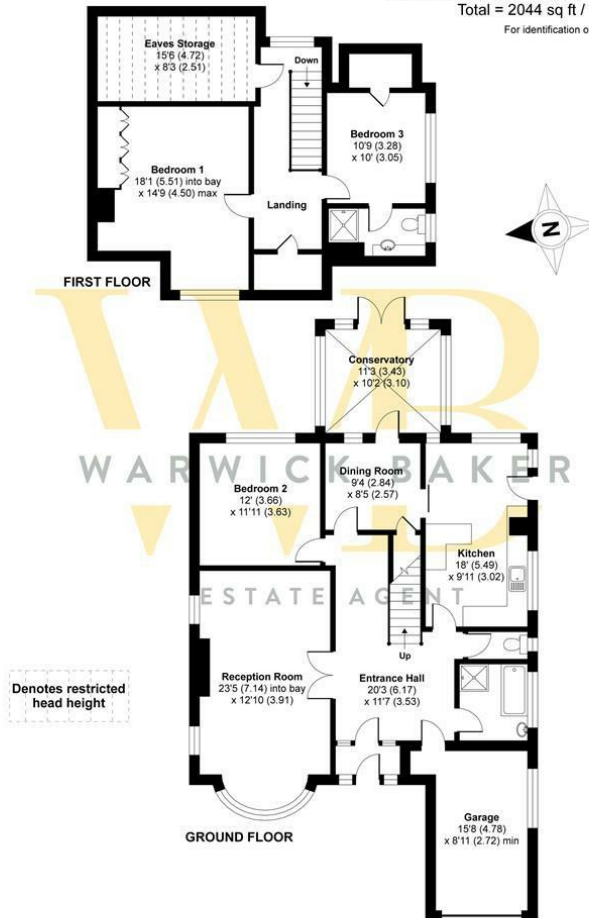 Total = 2044 sq ft /
For identification o
Eaves Storage
15'6 (4.72)
x 8'3 (2.51)
Down
Bedroom 3
10'9 (3.28)
x 10' (3.05)
Bedroom 1
18'1 (5.51) into bay
x 14'9 (4.50) max
Landing
N
FIRST FLOOR
WB
Conservatory
11'3 (3.43)
x 10'2 (3.10)
WARWICK BAKER
Dining Room
9'4 (2.84)
x 8'5 (2.57)
Bedroom 2
12' (3.66)
x 11'11 (3.63)
Kitchen
18' (5.49)
x 9'11 (3.02)
ESTATE AGENT
Up
Reception Room
23'5 (7.14) into bay
x 12'10 (3.91)
Entrance Hall
20'3 (6.17)
x 11'7 (3.53)
Denotes restricted
head height
Garage
15'8 (4.78)
x 8'11 (2.72) min
GROUND FLOOR